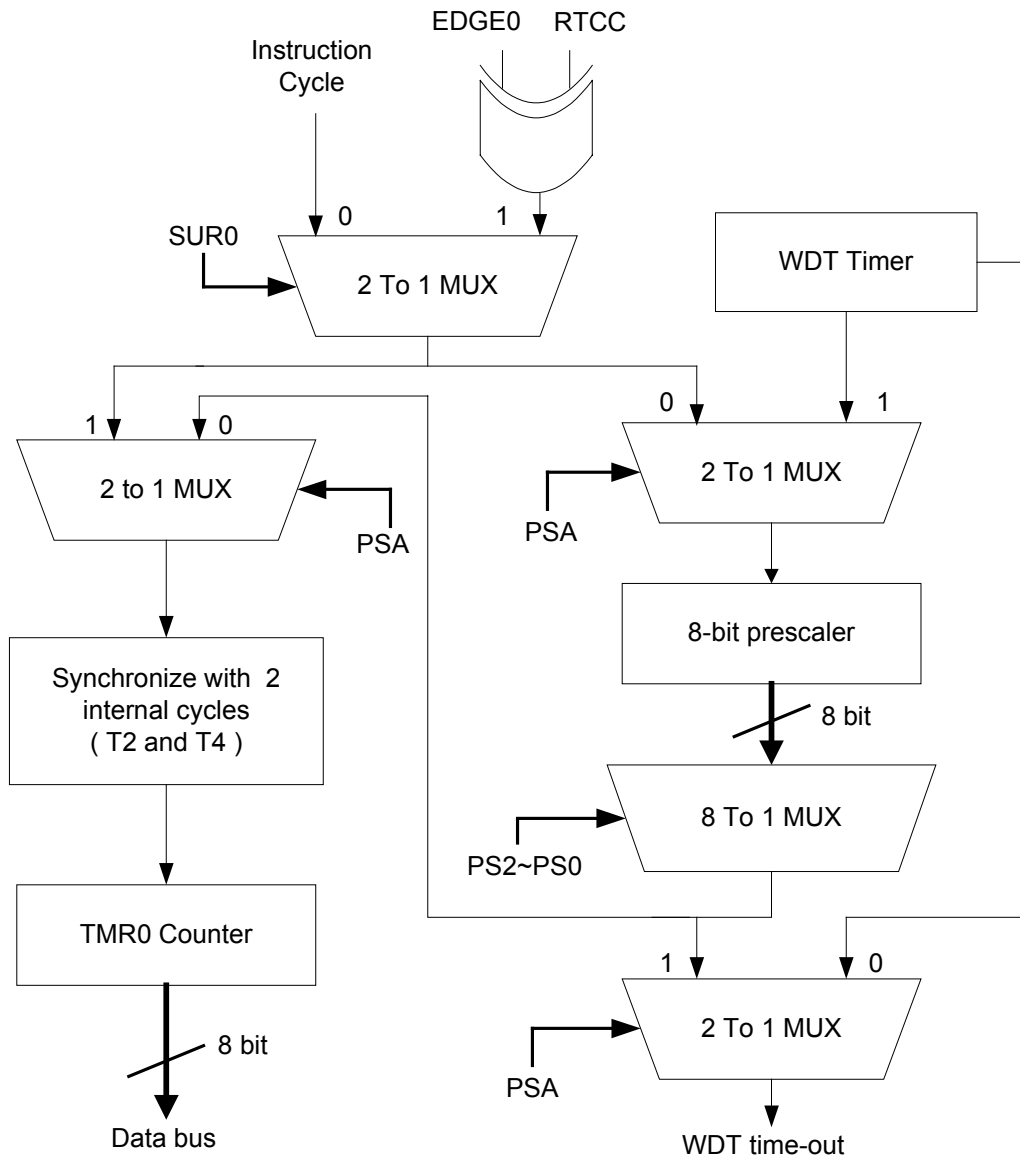 EDGE0 RTCC
Instruction
Cycle
0 1
SUR0
2 To 1 MUX
WDT Timer
1 0
2 to 1 MUX
PSA
0 1
2 To 1 MUX
PSA
8-bit prescaler
8 bit
Synchronize with 2
internal cycles
( T2 and T4 )
8 To 1 MUX
PS2~PS0
TMR0 Counter
8 bit
Data bus
1 0
2 To 1 MUX
PSA
WDT time-out